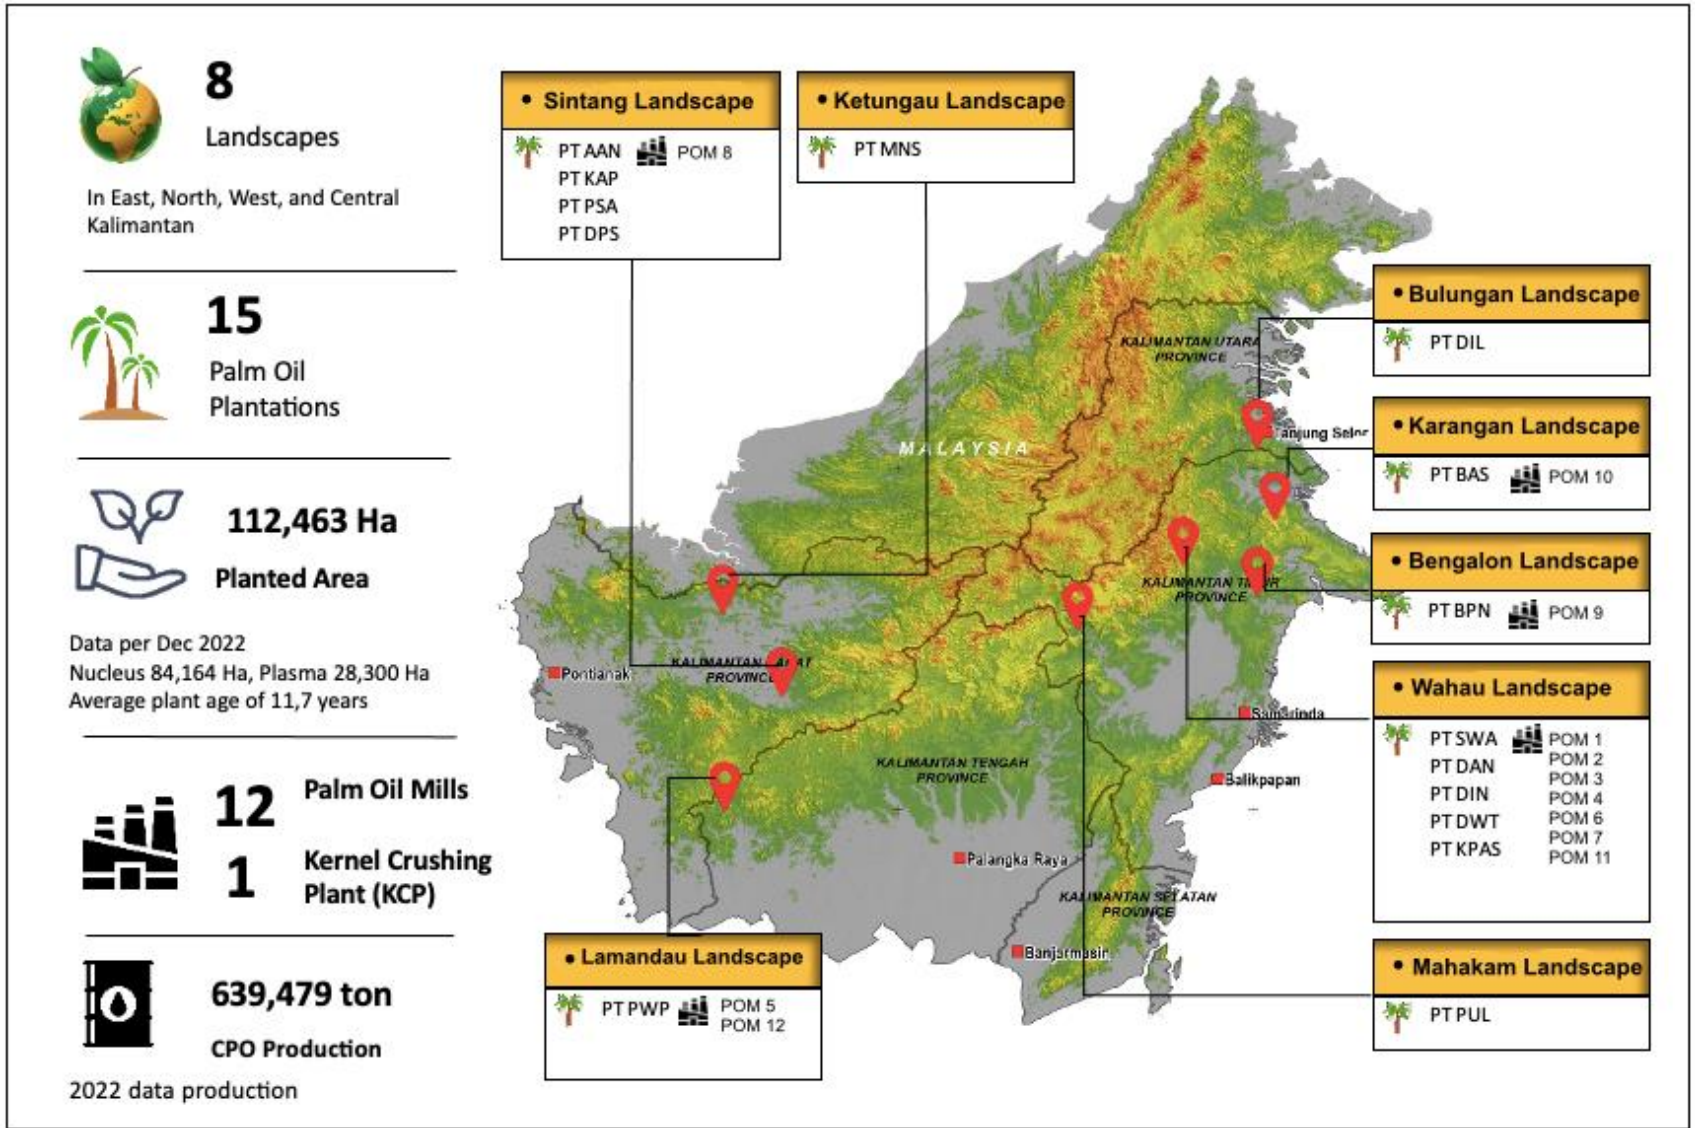 8
Landscapes
In East, North, West, and Central
Kalimantan
15
Palm Oil
Plantations
112,463 Ha
Planted Area
Data per Dec 2022
Nucleus 84,164 Ha, Plasma 28,300 Ha
Average plant age of 11,7 years
12
Palm Oil Mills
1
Kernel Crushing
Plant (KCP)
639,479 ton
CPO Production
2022 data production
• Sintang Landscape
PT AAN
POM 8
PT KAP
PT PSA
PT DPS
• Ketungau Landscape
PT MNS
• Bulungan Landscape
PT DIL
• Karangan Landscape
PT BAS
POM 10
• Bengalon Landscape
PT BPN
POM 9
• Wahau Landscape
PT SWA
PT DAN
PT DIN
PT DWT
PT KPAS
POM 1
POM 2
POM 3
POM 4
POM 6
POM 7
POM 11
• Mahakam Landscape
PT PUL
• Lamandau Landscape
PT PWP
POM 5
POM 12
KALIMANTAN UTARA
PROVINCE
MALAYSIA
KALIMANTAN
PROVINCE
KALIMANTAN
PROVINCE
Pontianak
Samarinda
KALIMANTAN TENGAH
PROVINCE
Balikpapan
Palangka Raya
KALIMANTAN SELATAN
PROVINCE
Banjarmasin